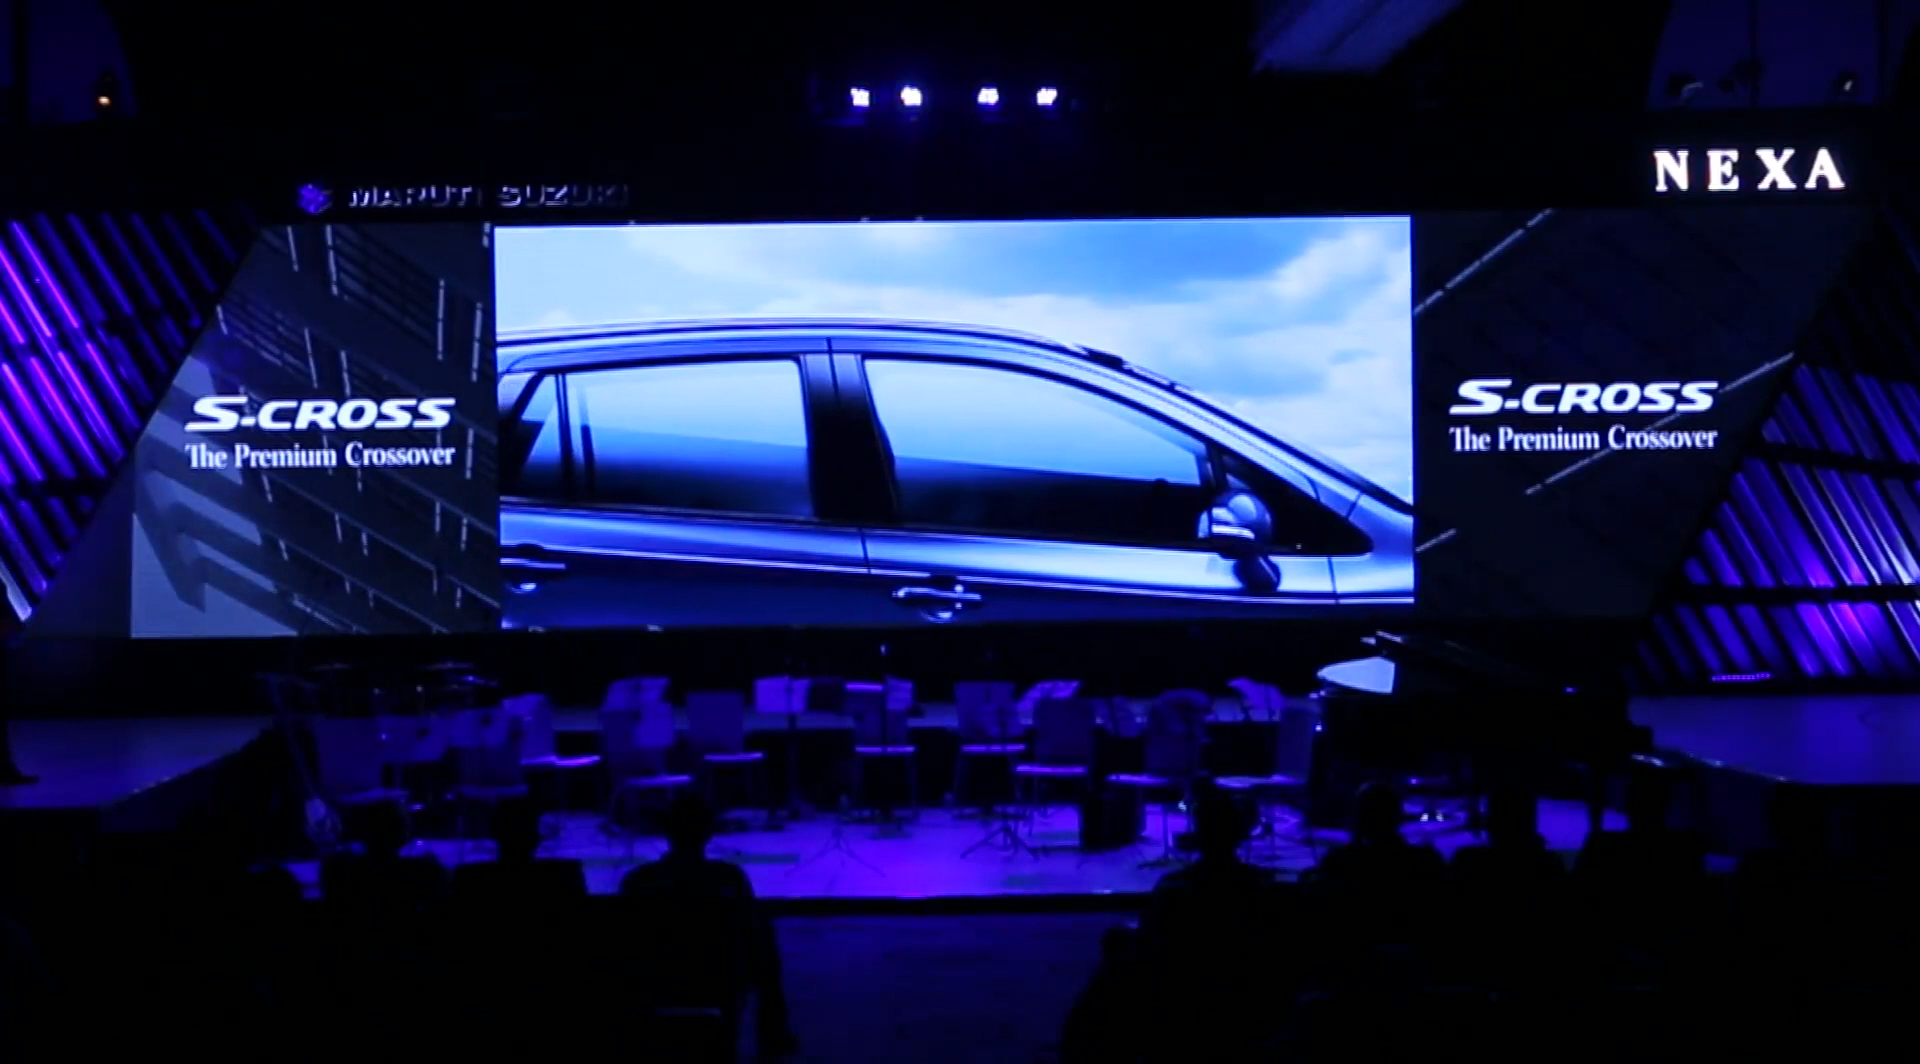 MARUTI SUZUKI
NEXA
S-CROSS
The Premium Crossover
S-CROSS
The Premium Crossover